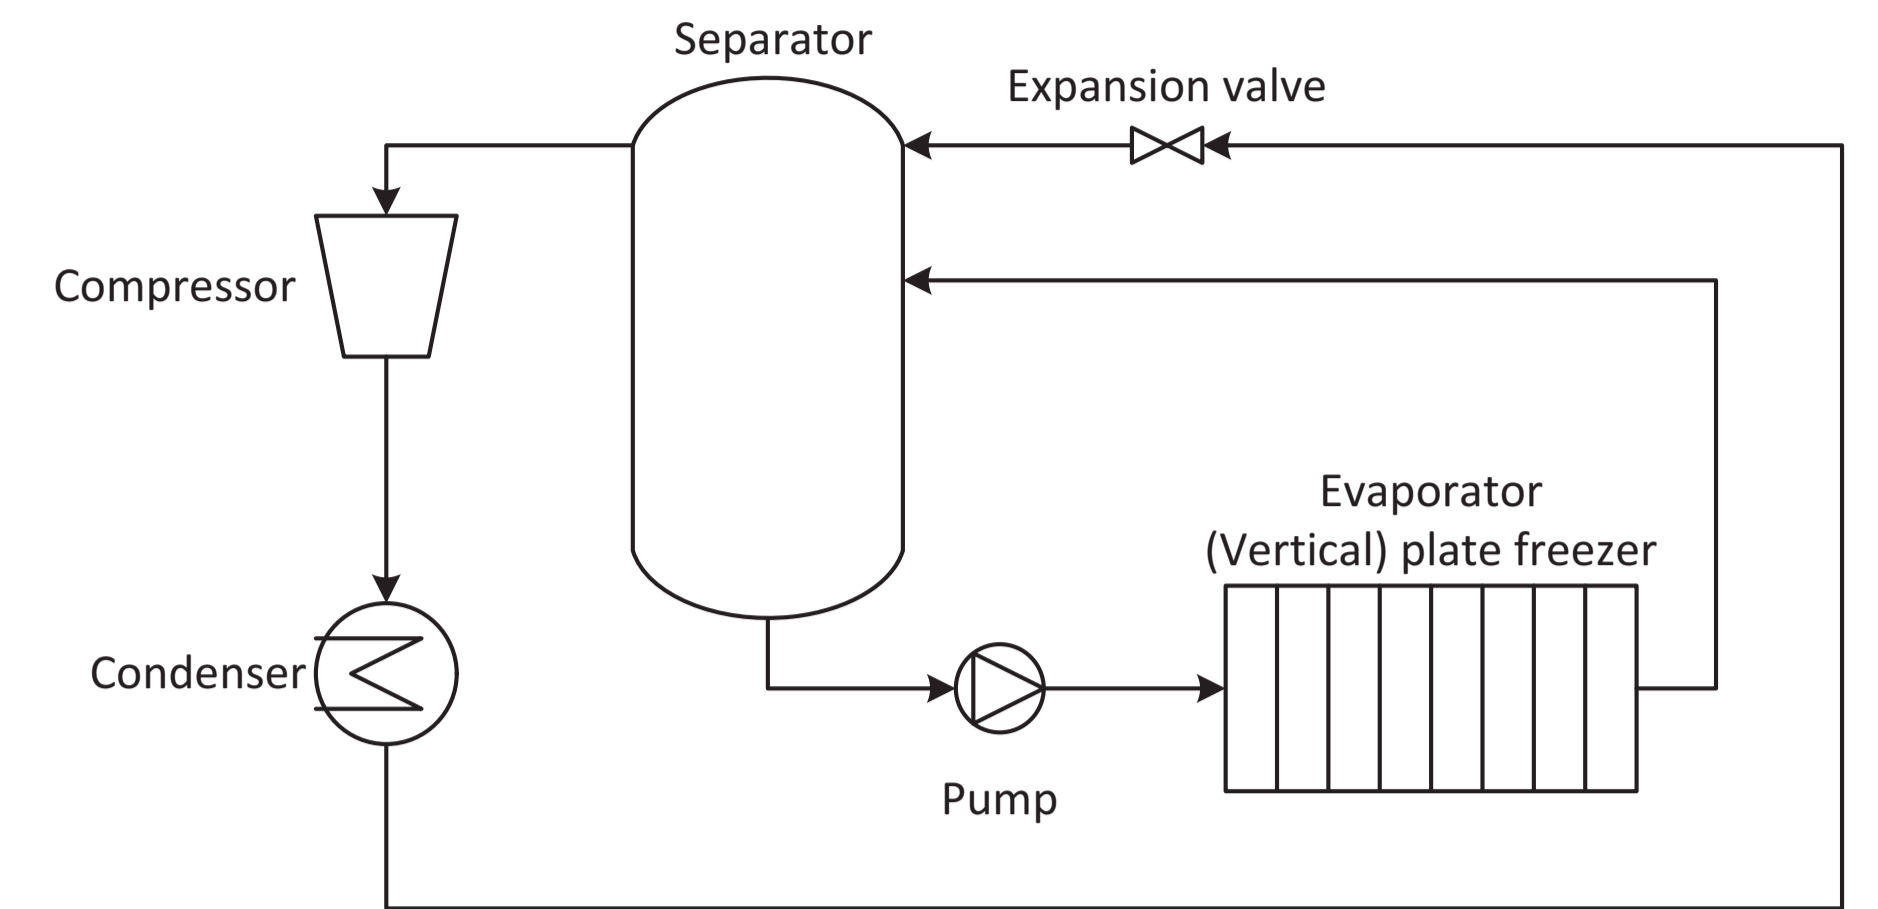 Separator
Expansion valve
Compressor
Evaporator
(Vertical) plate freezer
Condenser
Pump